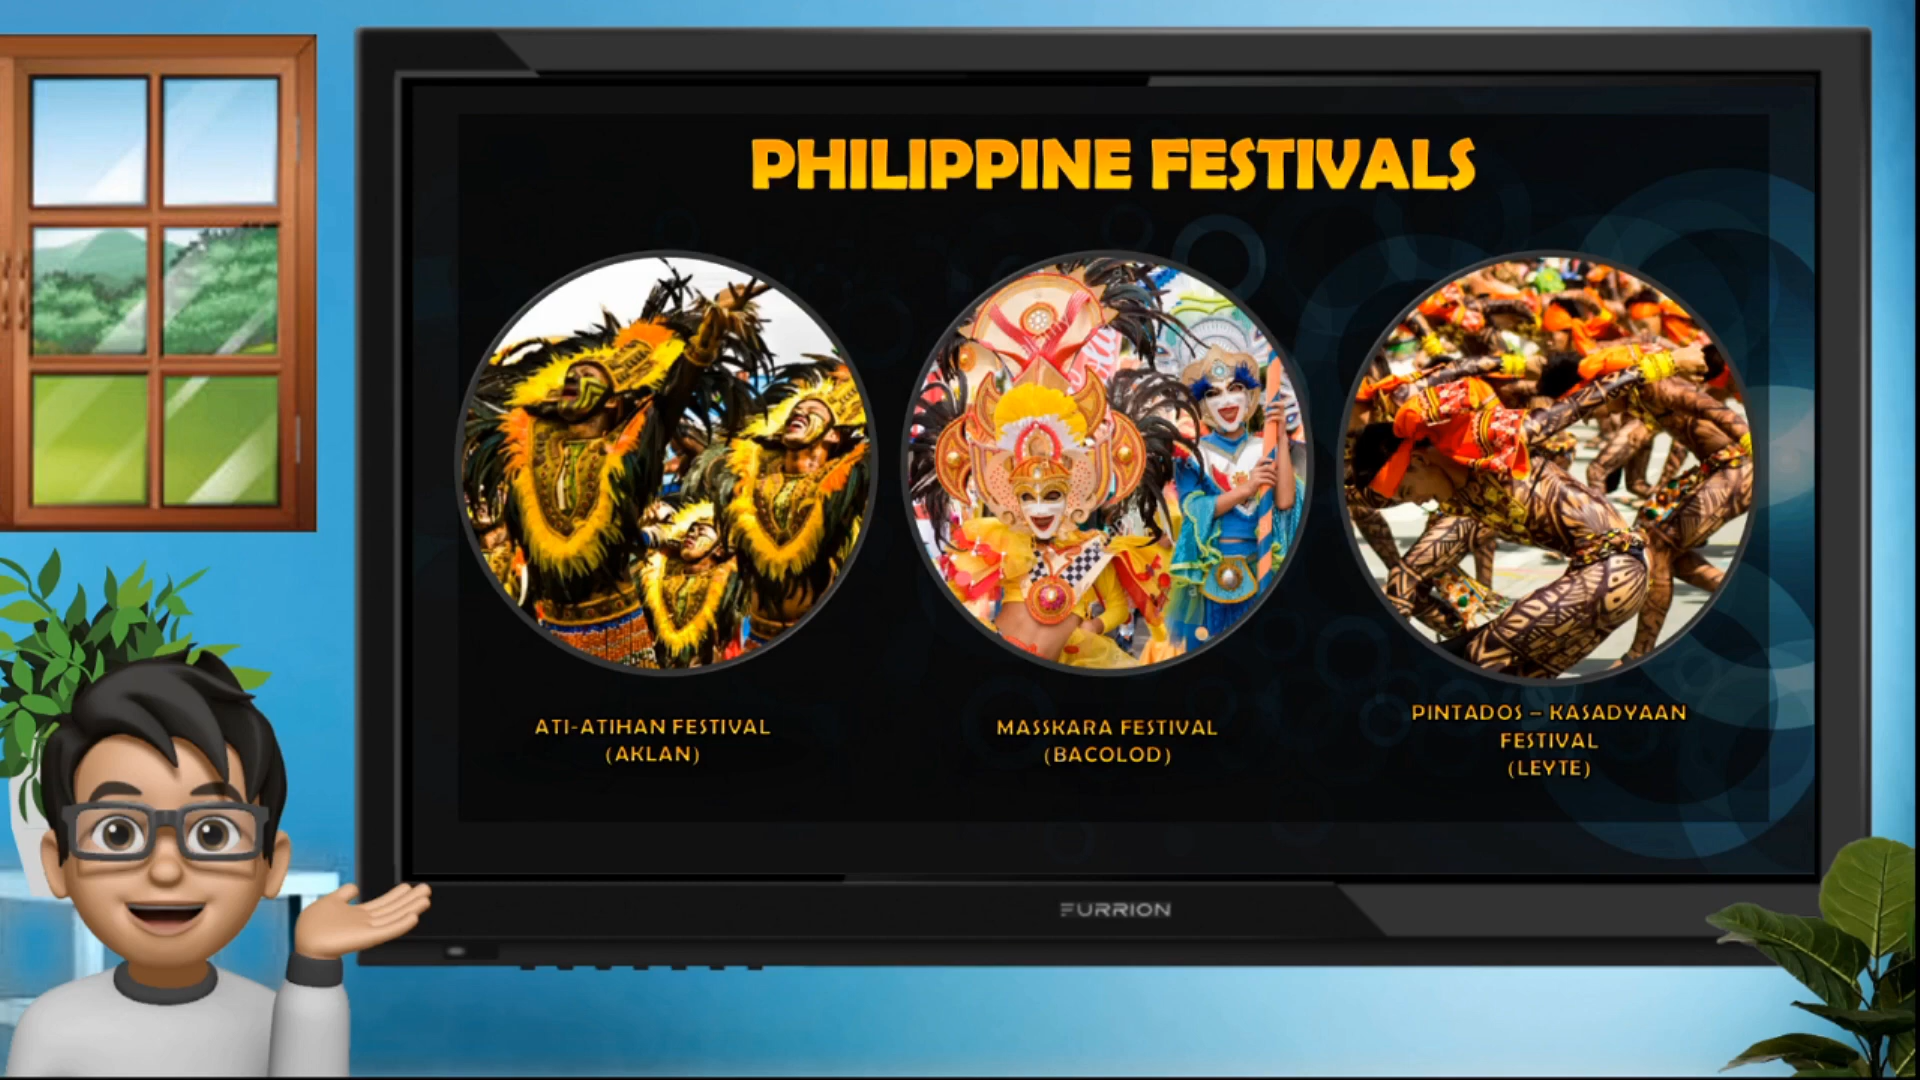 PHILIPPINE FESTIVALS
ATI-ATIHAN FESTIVAL
(AKLAN)
MASSKARA FESTIVAL
(BACOLOD)
PINTADOS – KASADYAAN
FESTIVAL
(LEYTE)
FURRION